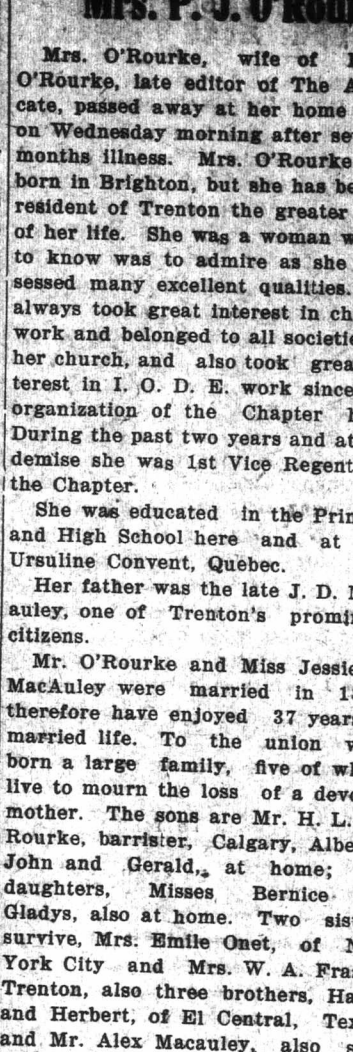 Mrs. P. J. O'Rour
Mrs. O'Rourke, wife of
O'Rourke, late editor of The A
cate, passed away at her home
on Wednesday morning after se
months illness. Mrs. O'Rourke
born in Brighton, but she has be
resident of Trenton the greater
of her life. She was a woman w
to know was to admire as she
sessed many excellent qualities.
always took great interest in ch
work and belonged to all societie
her church, and also took grea
terest in I. O. D. E. work since
organization of the Chapter
During the past two years and at
demise she was 1st Vice Regent
the Chapter.
She was educated in the Prin
and High School here and at
Ursuline Convent, Quebec.
Her father was the late J. D. M
auley, one of Trenton's promi
citizens.
Mr. O'Rourke and Miss Jessie
MacAuley were married in 1
therefore have enjoyed 37 years
married life. To the union w
born a large family, five of wh
live to mourn the loss of a devo
mother. The sons are Mr. H. L.
Rourke, barrister, Calgary, Albe
John and Gerald, at home;
daughters, Misses Bernice
Gladys, also at home. Two sis
survive, Mrs. Emile Onet, of N
York City and Mrs. W. A. Fra
Trenton, also three brothers, Ha
and Herbert, of El Central, Tex
and Mr. Alex Macauley, also s